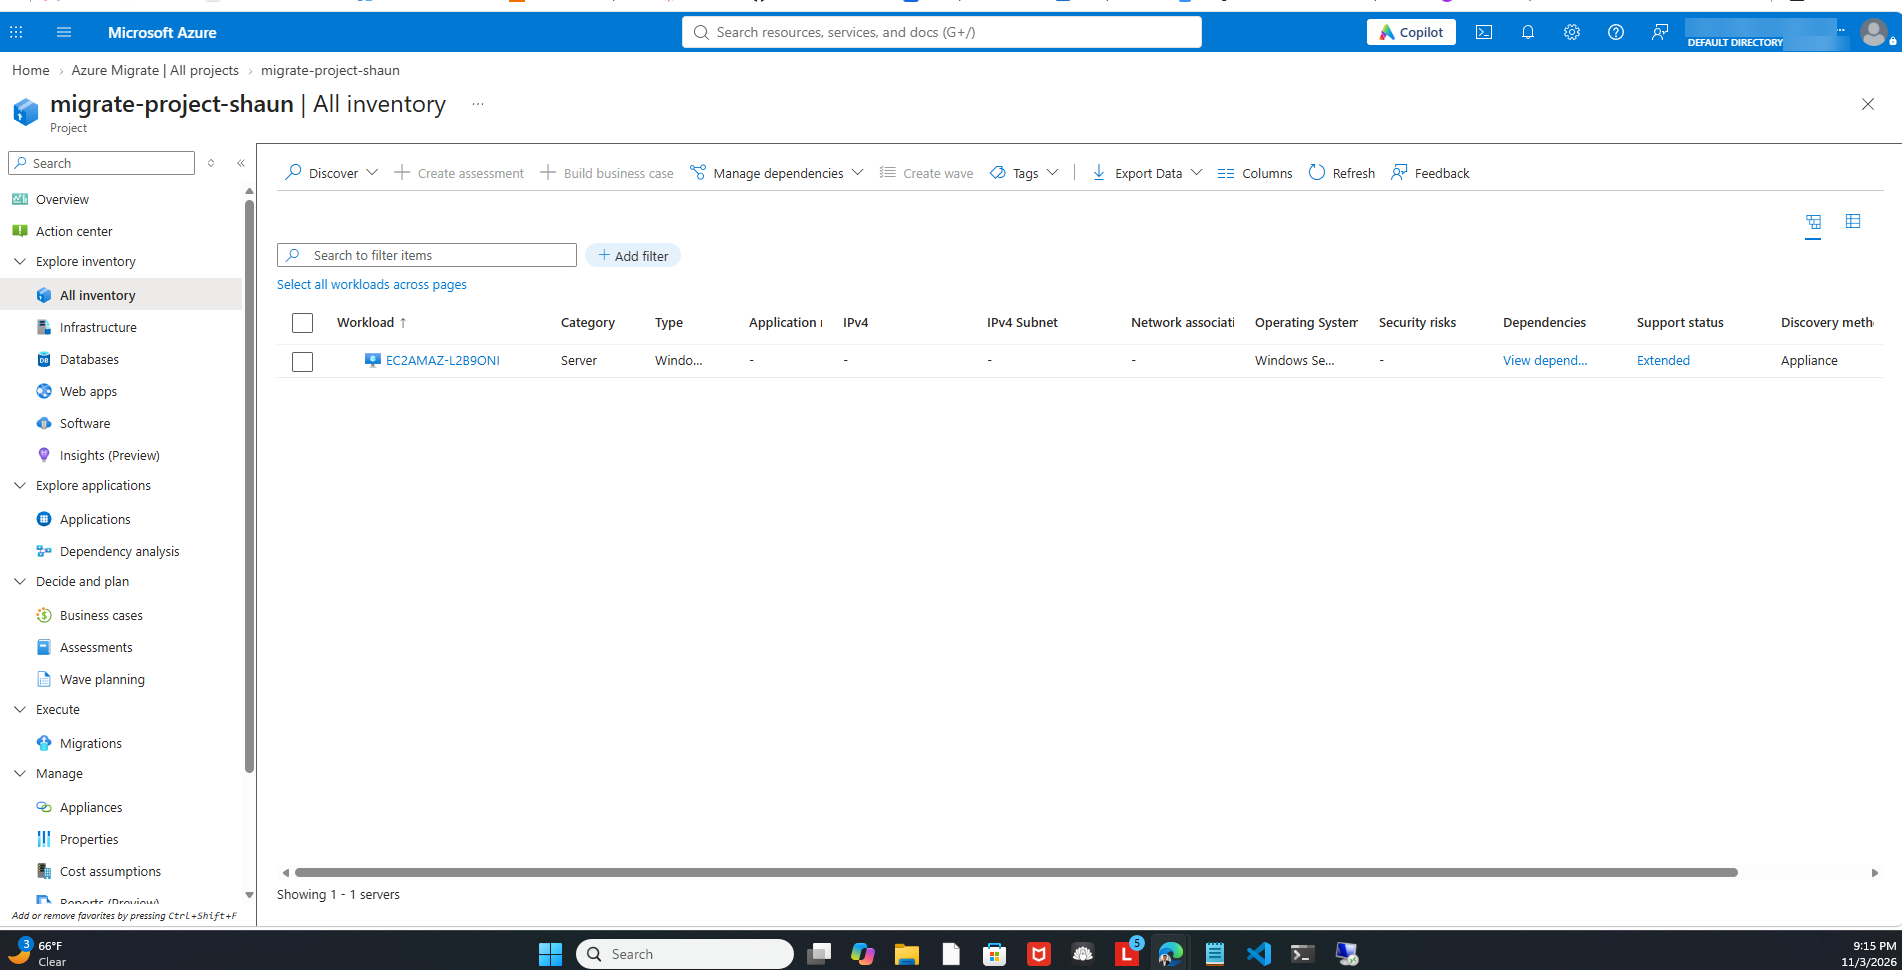 Microsoft Azure
Search resources, services, and docs (G+/)
Copilot
DEFAULT DIRECTORY
Home > Azure Migrate | All projects > migrate-project-shaun
migrate-project-shaun | All inventory ...
Project
Search
Overview
Action center
Explore inventory
All inventory
Infrastructure
Databases
Web apps
Software
Insights (Preview)
Explore applications
Applications
Dependency analysis
Decide and plan
Business cases
Assessments
Wave planning
Execute
Migrations
Manage
Appliances
Properties
Cost assumptions
Reports (Preview)
Add or remove favorites by pressing Ctrl+Shift+F
Discover Create assessment Build business case Manage dependencies Create wave Tags Export Data Columns Refresh Feedback
Search to filter items Add filter
Select all workloads across pages
Workload ↑ Category Type Application IPv4 IPv4 Subnet Network associati Operating System Security risks Dependencies Support status Discovery meth
EC2AMAZ-L2B9ONI Server Windo... - - - - Windows Se... - View depend... Extended Appliance
Showing 1 - 1 servers
3
66°F
Clear
Search
5
9:15 PM
11/3/2026